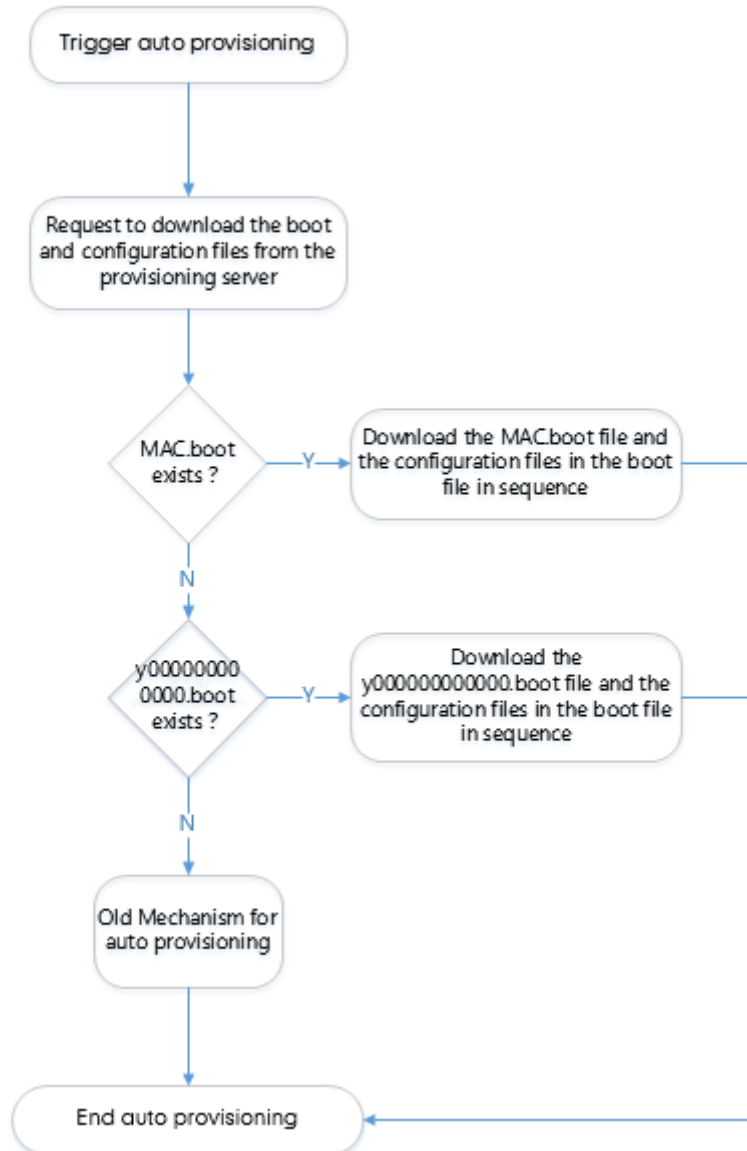 Trigger auto provisioning
Request to download the boot
and configuration files from the
provisioning server
MAC.boot
exists ?
Y
Download the MAC.boot file and
the configuration files in the boot
file in sequence
N
y00000000
0000.boot
exists ?
Y
Download the
y000000000000.boot file and the
configuration files in the boot file
in sequence
N
Old Mechanism for
auto provisioning
End auto provisioning